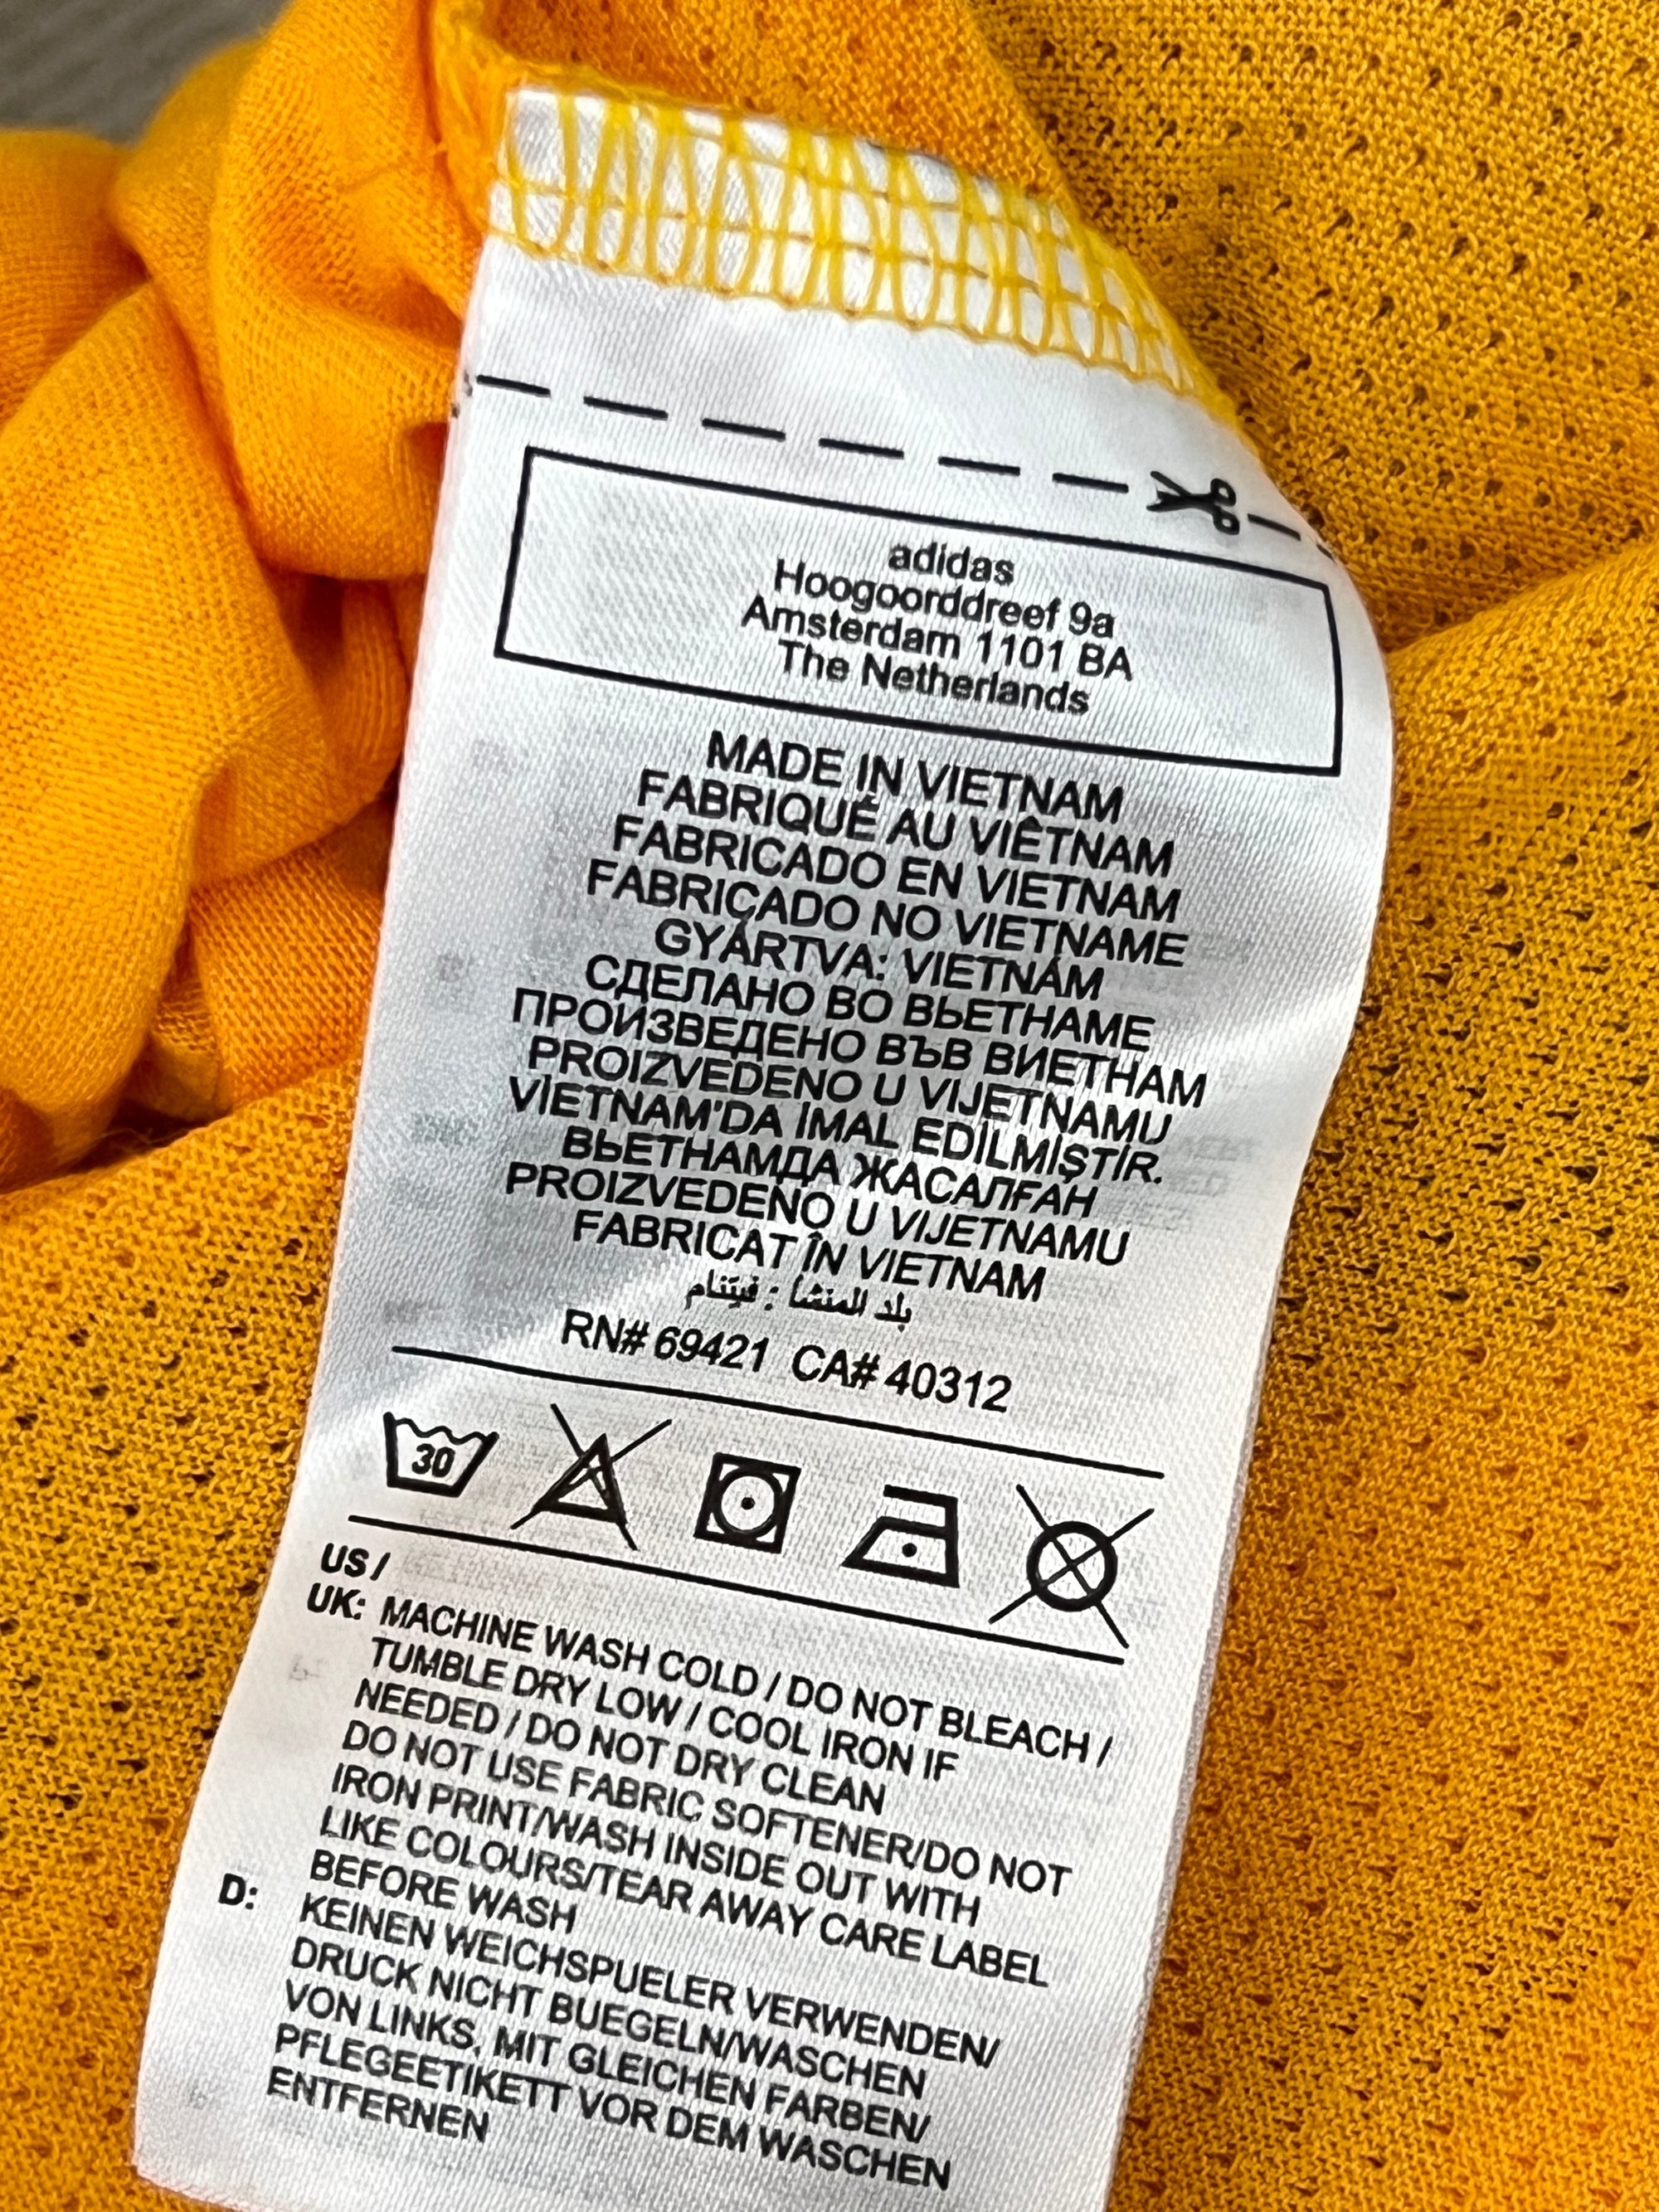 adidas
Hoogoorddreef 9a
Amsterdam 1101 BA
The Netherlands
MADE IN VIETNAM
FABRIQUÉ AU VIÊTNAM
FABRICADO EN VIETNAM
FABRICADO NO VIETNAME
GYÁRTVA: VIETNÁM
СДЕЛАНО ВО ВЬЕТНАМЕ
ПРОИЗВЕДЕНО ВЪВ ВИЕТНАМ
PROIZVEDENO U VIJETNAMU
VİETNAM'DA İMAL EDİLMİŞTİR.
ВЬЕТНАМДА ЖАСАЛҒАН
PROIZVEDENO U VIJETNAMU
FABRICAT ÎN VIETNAM
بلد المنشأ : فيتنام
RN# 69421 CA# 40312
30
US /
UK: MACHINE WASH COLD / DO NOT BLEACH /
TUMBLE DRY LOW / COOL IRON IF
NEEDED / DO NOT DRY CLEAN
DO NOT USE FABRIC SOFTENER/DO NOT
IRON PRINT/WASH INSIDE OUT WITH
LIKE COLOURS/TEAR AWAY CARE LABEL
BEFORE WASH
D: KEINEN WEICHSPUELER VERWENDEN/
DRUCK NICHT BUEGELN/WASCHEN
VON LINKS, MIT GLEICHEN FARBEN/
PFLEGEETIKETT VOR DEM WASCHEN
ENTFERNEN